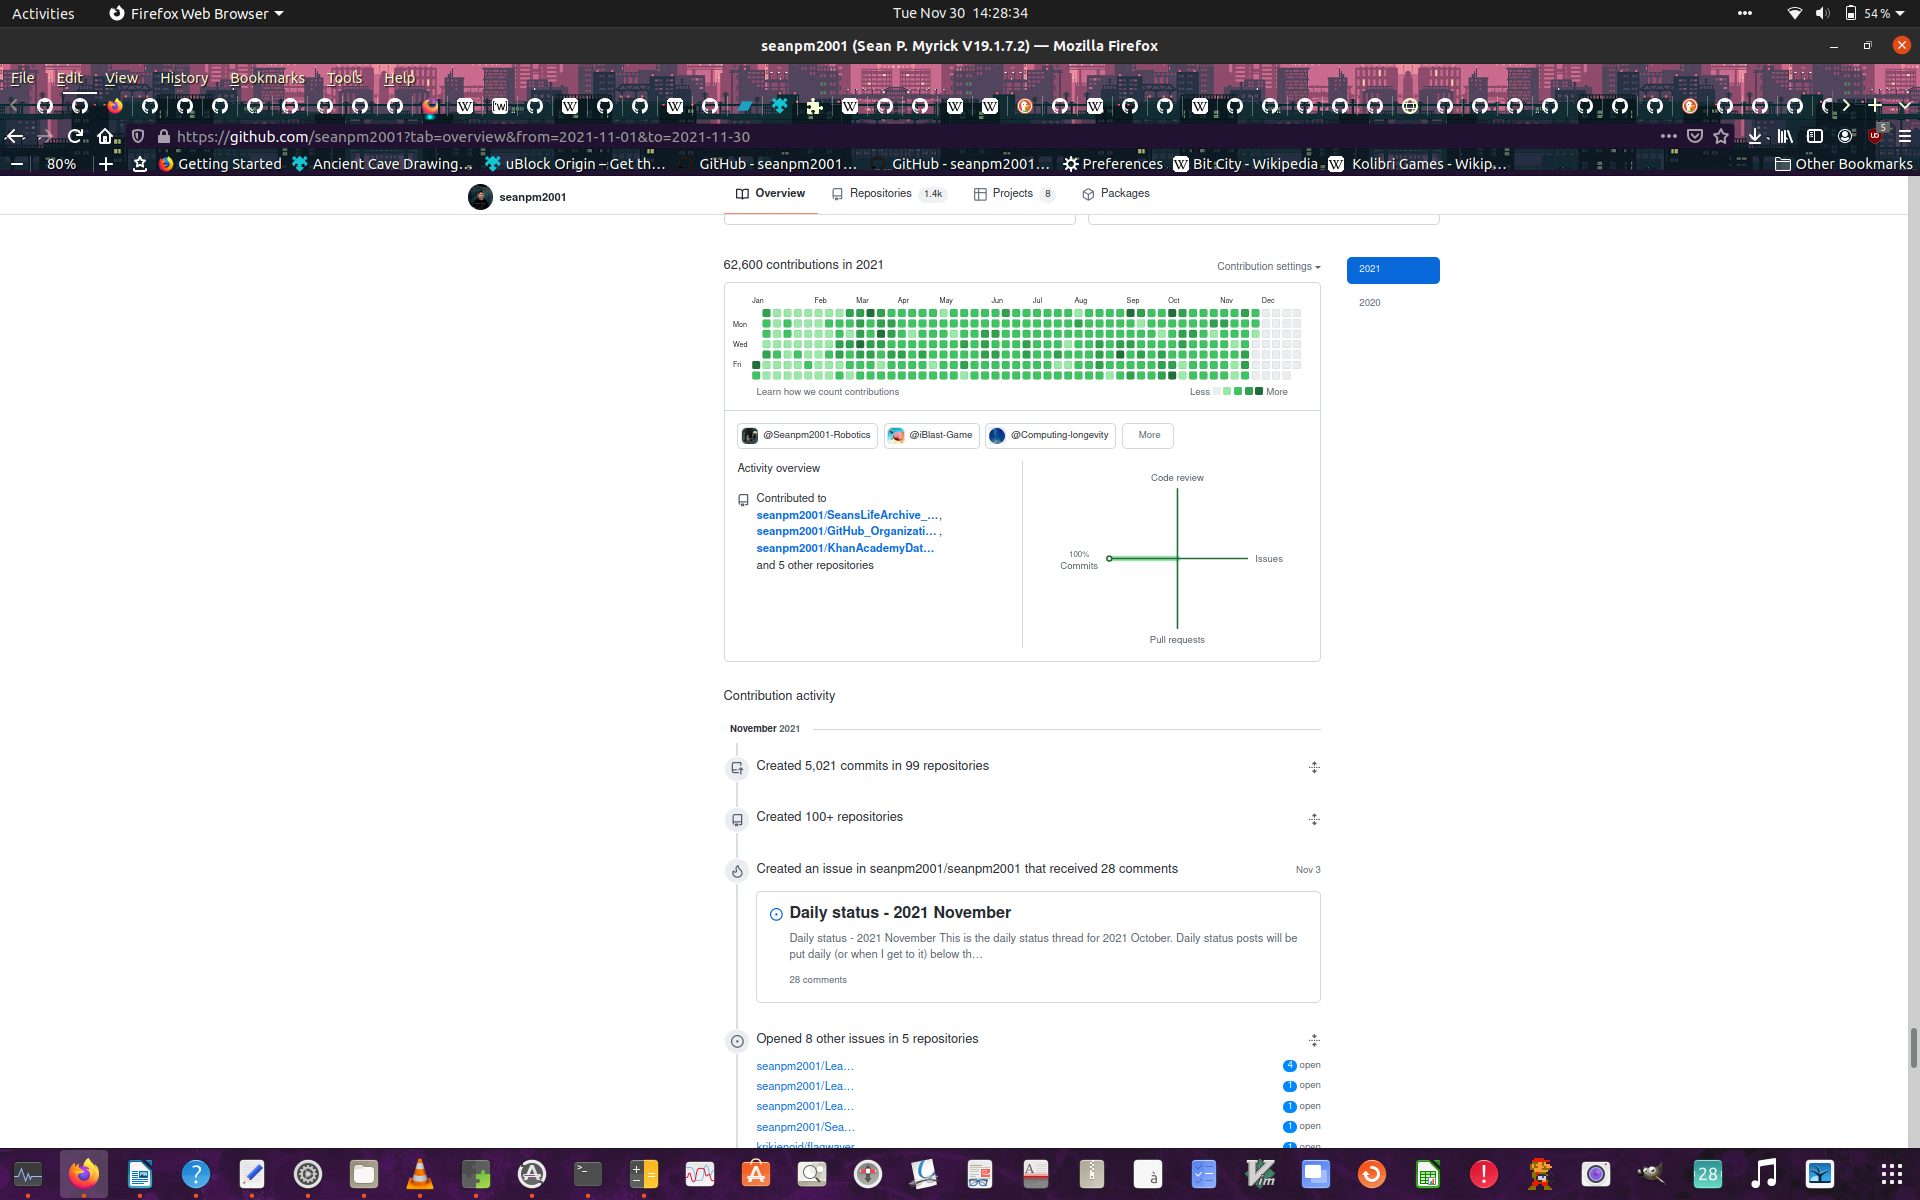 Activities Firefox Web Browser Tue Nov 30 14:28:34 54 %
seanpm2001 (Sean P. Myrick V19.1.7.2) — Mozilla Firefox
File Edit View History Bookmarks Tools Help
https://github.com/seanpm2001?tab=overview&from=2021-11-01&to=2021-11-30 5
80% Getting Started Ancient Cave Drawing… uBlock Origin – Get th… GitHub - seanpm2001… GitHub - seanpm2001… Preferences Bit City - Wikipedia Kolibri Games - Wikip… Other Bookmarks
seanpm2001 Overview Repositories 1.4k Projects 8 Packages
62,600 contributions in 2021 Contribution settings 2021
2020
Jan Feb Mar Apr May Jun Jul Aug Sep Oct Nov Dec
Mon
Wed
Fri
Learn how we count contributions Less More
@Seanpm2001-Robotics @iBlast-Game @Computing-longevity More
Activity overview
Code review
Contributed to
seanpm2001/SeansLifeArchive_… ,
seanpm2001/GitHub_Organizati… ,
seanpm2001/KhanAcademyDat…
and 5 other repositories
100%
Commits
Issues
Pull requests
Contribution activity
November 2021
Created 5,021 commits in 99 repositories
Created 100+ repositories
Created an issue in seanpm2001/seanpm2001 that received 28 comments Nov 3
Daily status - 2021 November
Daily status - 2021 November This is the daily status thread for 2021 October. Daily status posts will be
put daily (or when I get to it) below th…
28 comments
Opened 8 other issues in 5 repositories
seanpm2001/Lea… 4 open
seanpm2001/Lea… 1 open
seanpm2001/Lea… 1 open
seanpm2001/Sea… 1 open
krikienoid/flagwaver 1 open
28